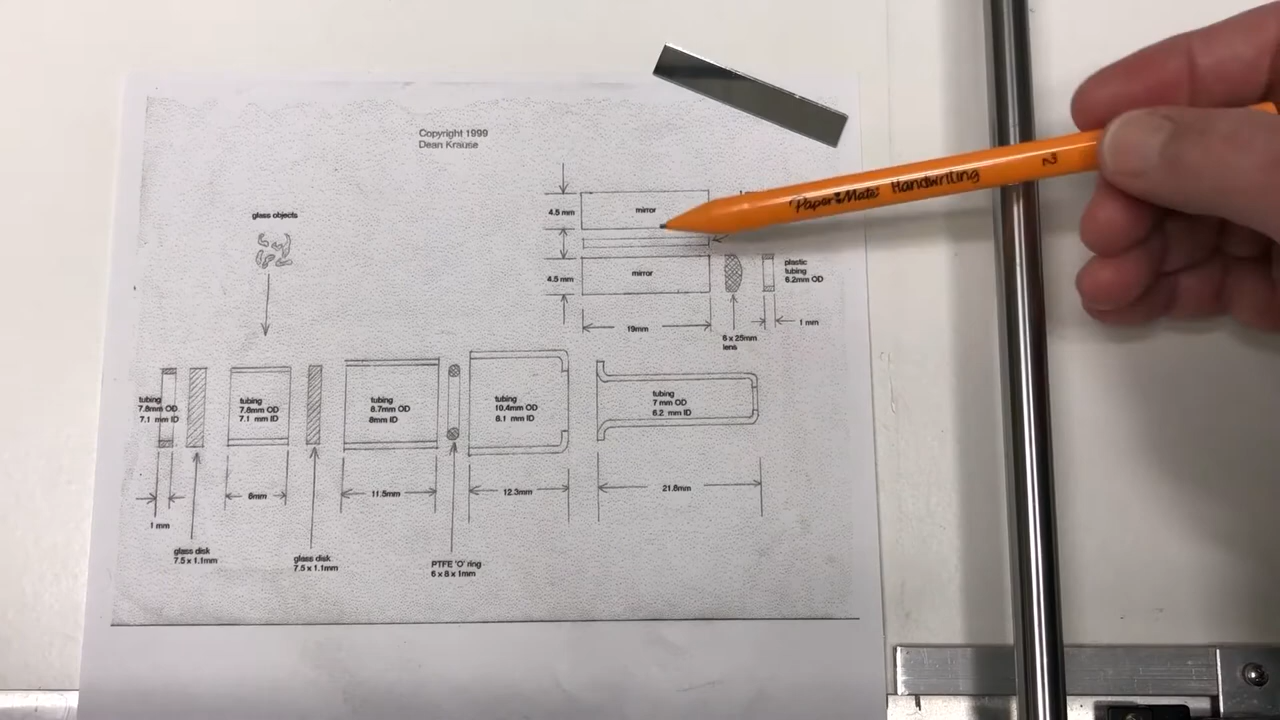 Copyright 1999
Dean Krause
Paper Mate Handwriting 2
glass objects
4.5 mm
mirror
4.5 mm
mirror
plastic
tubing
6.2mm OD
19mm
1 mm
6 x 25mm
lens
tubing
7.8mm OD
7.1 mm ID
tubing
7.8mm OD
7.1 mm ID
tubing
8.7mm OD
8mm ID
tubing
10.4mm OD
8.1 mm ID
tubing
7 mm OD
6.2 mm ID
1 mm
6mm
11.5mm
12.3mm
21.8mm
glass disk
7.5 x 1.1mm
glass disk
7.5 x 1.1mm
PTFE 'O' ring
6 x 8 x 1mm